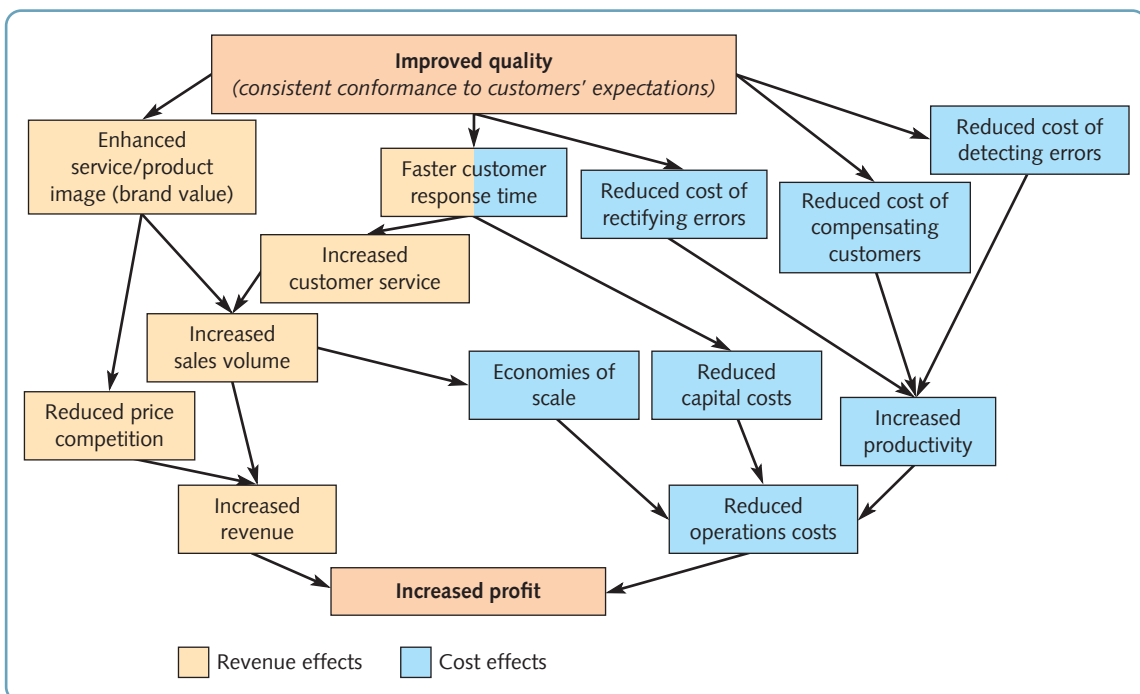 Improved quality
(consistent conformance to customers’ expectations)
Enhanced
service/product
image (brand value)
Faster customer
response time
Reduced cost of
rectifying errors
Reduced cost of
compensating
customers
Reduced cost of
detecting errors
Increased
customer service
Increased
sales volume
Economies of
scale
Reduced
capital costs
Reduced price
competition
Increased
productivity
Increased
revenue
Reduced
operations costs
Increased profit
Revenue effects
Cost effects